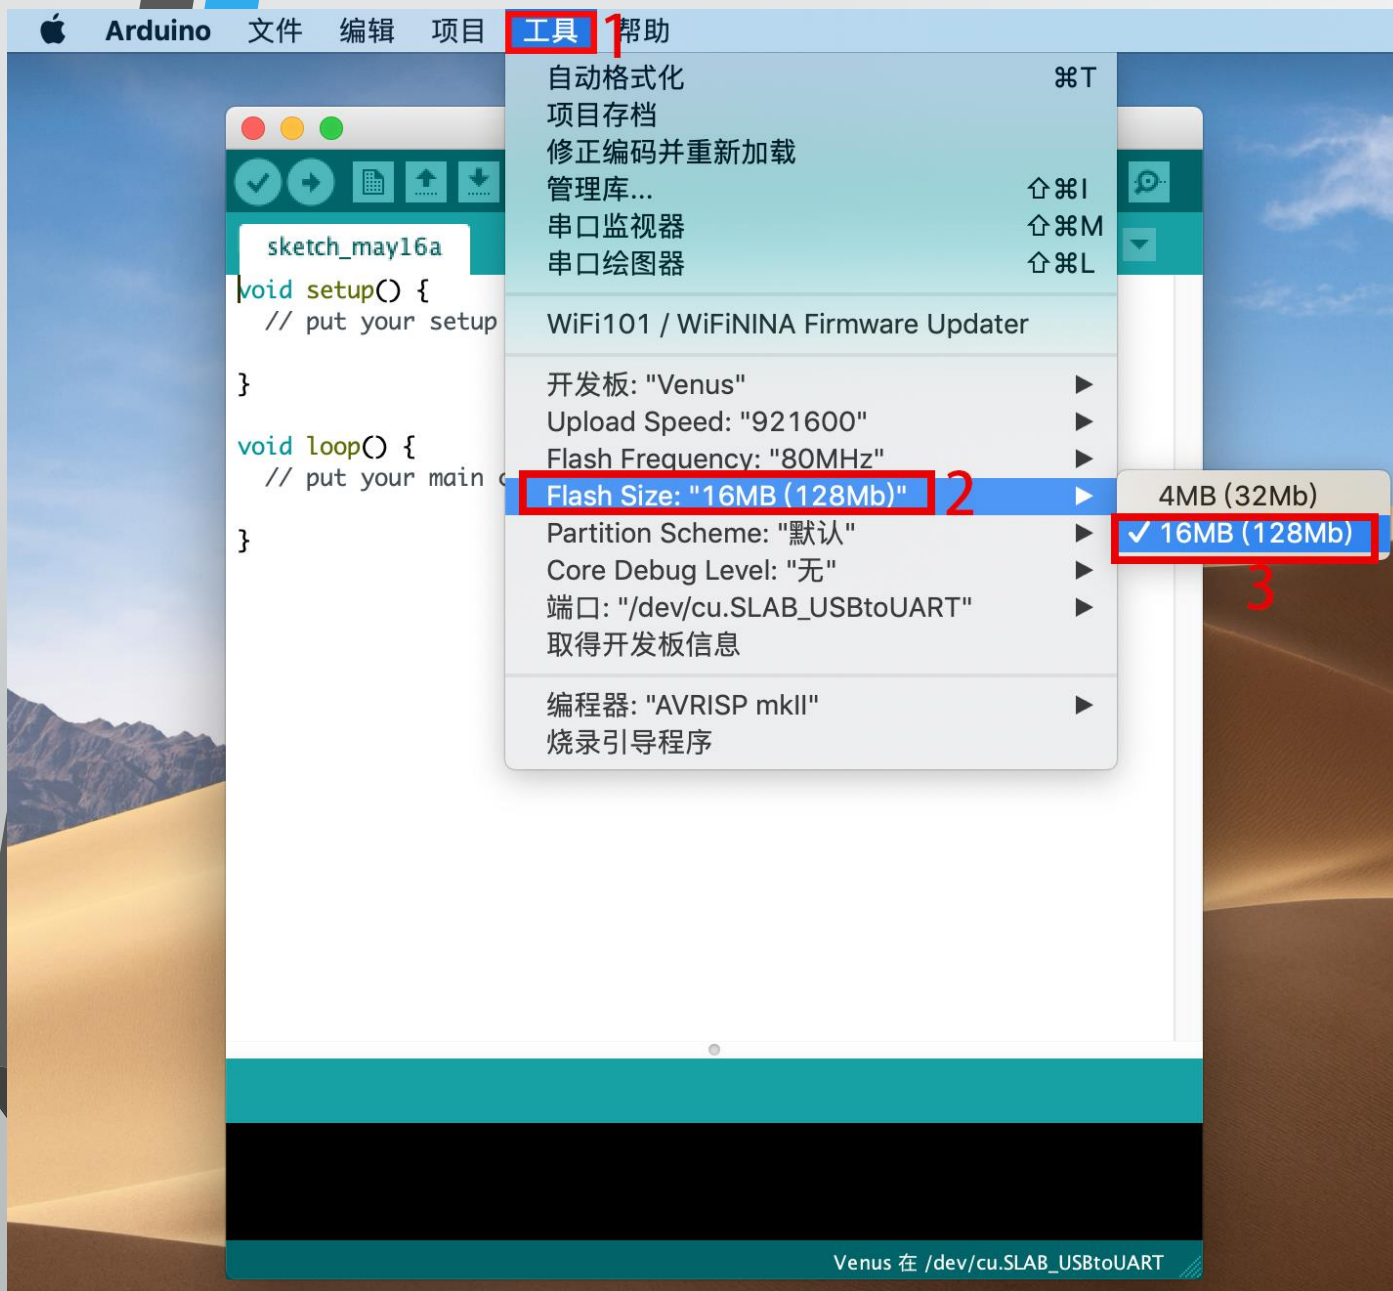 Arduino 文件 编辑 项目 工具 1 帮助
自动格式化 ⌘T
项目存档
修正编码并重新加载
管理库... ⇧⌘I
串口监视器 ⇧⌘M
串口绘图器 ⇧⌘L
WiFi101 / WiFiNINA Firmware Updater
开发板: "Venus"
Upload Speed: "921600"
Flash Frequency: "80MHz"
Flash Size: "16MB (128Mb)" 2
Partition Scheme: "默认"
Core Debug Level: "无"
端口: "/dev/cu.SLAB_USBtoUART"
取得开发板信息
编程器: "AVRISP mkII"
烧录引导程序
4MB (32Mb)
✓ 16MB (128Mb)
3
sketch_may16a
void setup() {
// put your setup
}
void loop() {
// put your main
}
Venus 在 /dev/cu.SLAB_USBtoUART